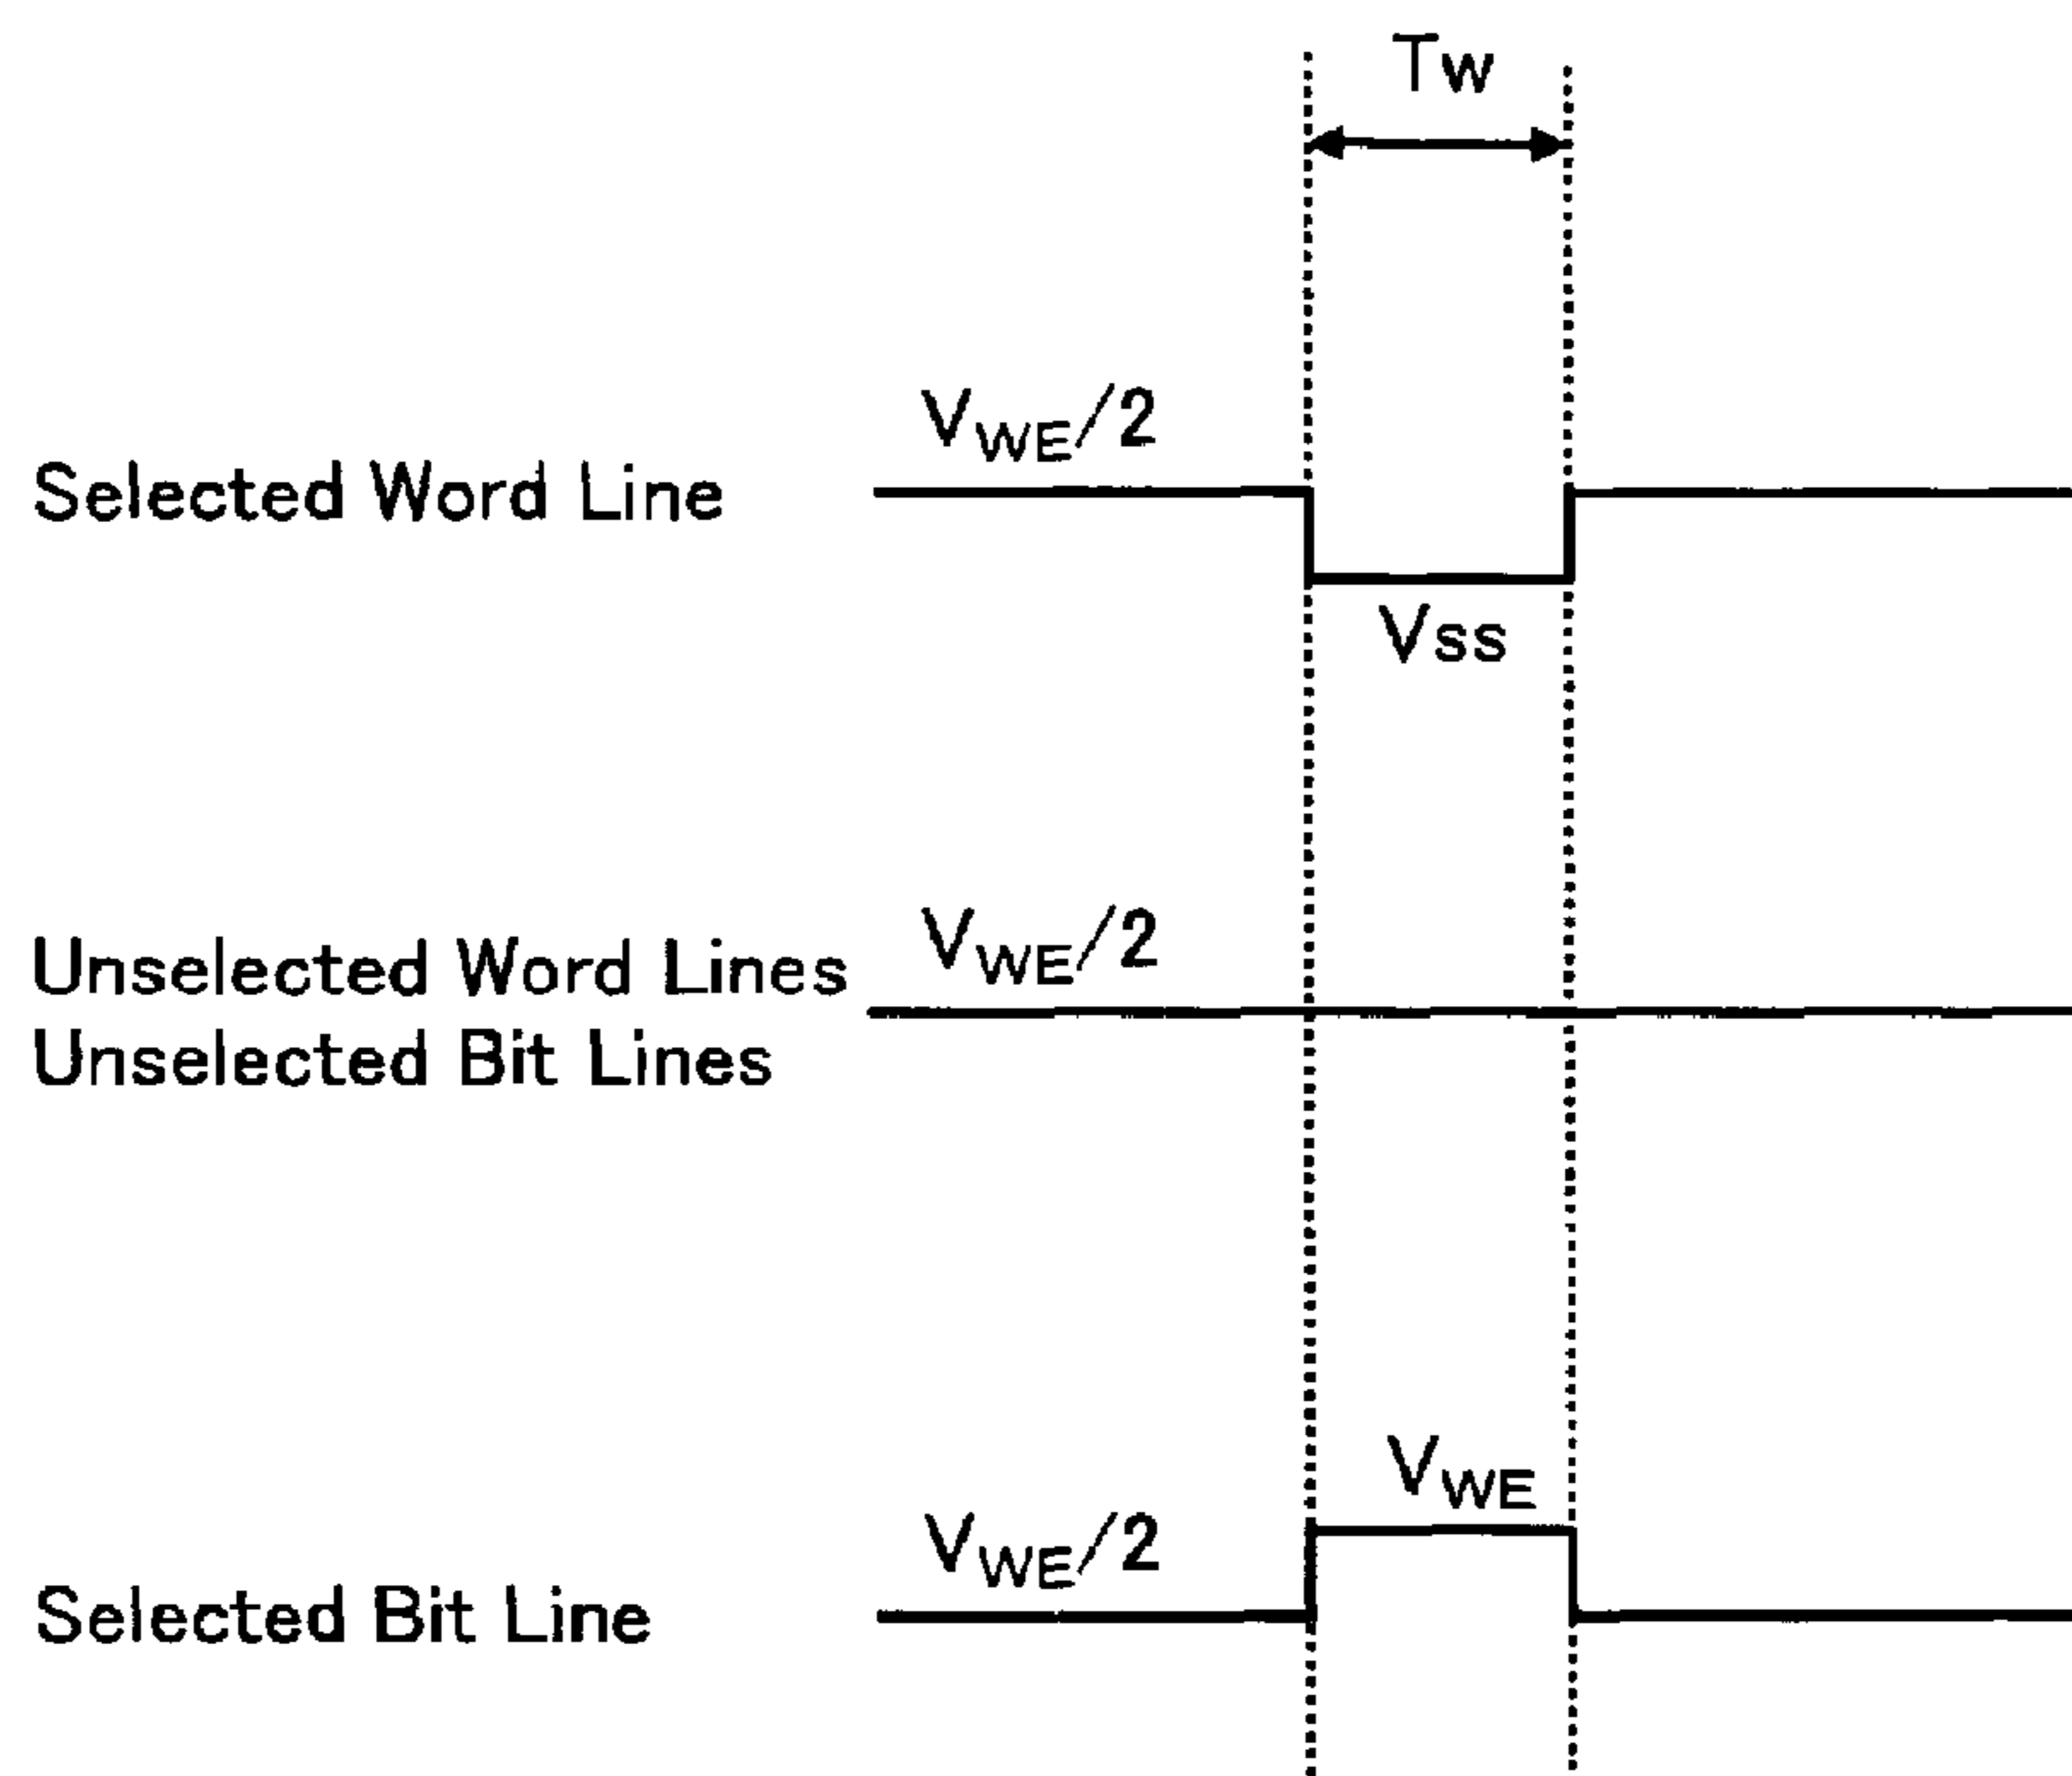 Tw
V_WE/2
Selected Word Line
Vss
V_WE/2
Unselected Word Lines
Unselected Bit Lines
V_WE
V_WE/2
Selected Bit Line